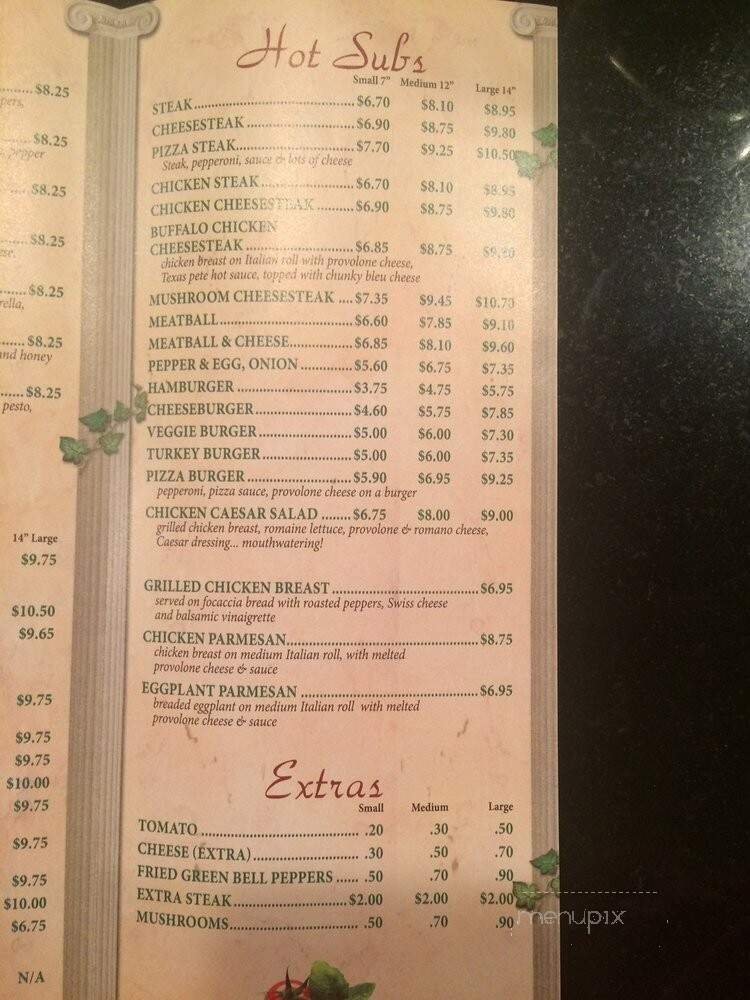 $8.25
pers,
$8.25
pepper
$8.25
$8.25
ese.
$8.25
rella,
$8.25
and honey
$8.25
pesto,
14" Large
$9.75
$10.50
$9.65
$9.75
$9.75
$9.75
$10.00
$9.75
$9.75
$9.75
$10.00
$6.75
N/A
Hot Subs
Small 7" Medium 12" Large 14"
STEAK $6.70 $8.10 $8.95
CHEESESTEAK $6.90 $8.75 $9.80
PIZZA STEAK $7.70 $9.25 $10.50
Steak, pepperoni, sauce & lots of cheese
CHICKEN STEAK $6.70 $8.10 $8.95
CHICKEN CHEESESTEAK $6.90 $8.75 $9.80
BUFFALO CHICKEN
CHEESESTEAK $6.85 $8.75 $9.80
chicken breast on Italian roll with provolone cheese,
Texas pete hot sauce, topped with chunky bleu cheese
MUSHROOM CHEESESTEAK $7.35 $9.45 $10.70
MEATBALL $6.60 $7.85 $9.10
MEATBALL & CHEESE $6.85 $8.10 $9.60
PEPPER & EGG, ONION $5.60 $6.75 $7.35
HAMBURGER $3.75 $4.75 $5.75
CHEESEBURGER $4.60 $5.75 $7.85
VEGGIE BURGER $5.00 $6.00 $7.30
TURKEY BURGER $5.00 $6.00 $7.35
PIZZA BURGER $5.90 $6.95 $9.25
pepperoni, pizza sauce, provolone cheese on a burger
CHICKEN CAESAR SALAD $6.75 $8.00 $9.00
grilled chicken breast, romaine lettuce, provolone & romano cheese,
Caesar dressing... mouthwatering!
GRILLED CHICKEN BREAST $6.95
served on focaccia bread with roasted peppers, Swiss cheese
and balsamic vinaigrette
CHICKEN PARMESAN $8.75
chicken breast on medium Italian roll, with melted
provolone cheese & sauce
EGGPLANT PARMESAN $6.95
breaded eggplant on medium Italian roll with melted
provolone cheese & sauce
Extras
Small Medium Large
TOMATO .20 .30 .50
CHEESE (EXTRA) .30 .50 .70
FRIED GREEN BELL PEPPERS .50 .70 .90
EXTRA STEAK $2.00 $2.00 $2.00
MUSHROOMS .50 .70 .90
menupix